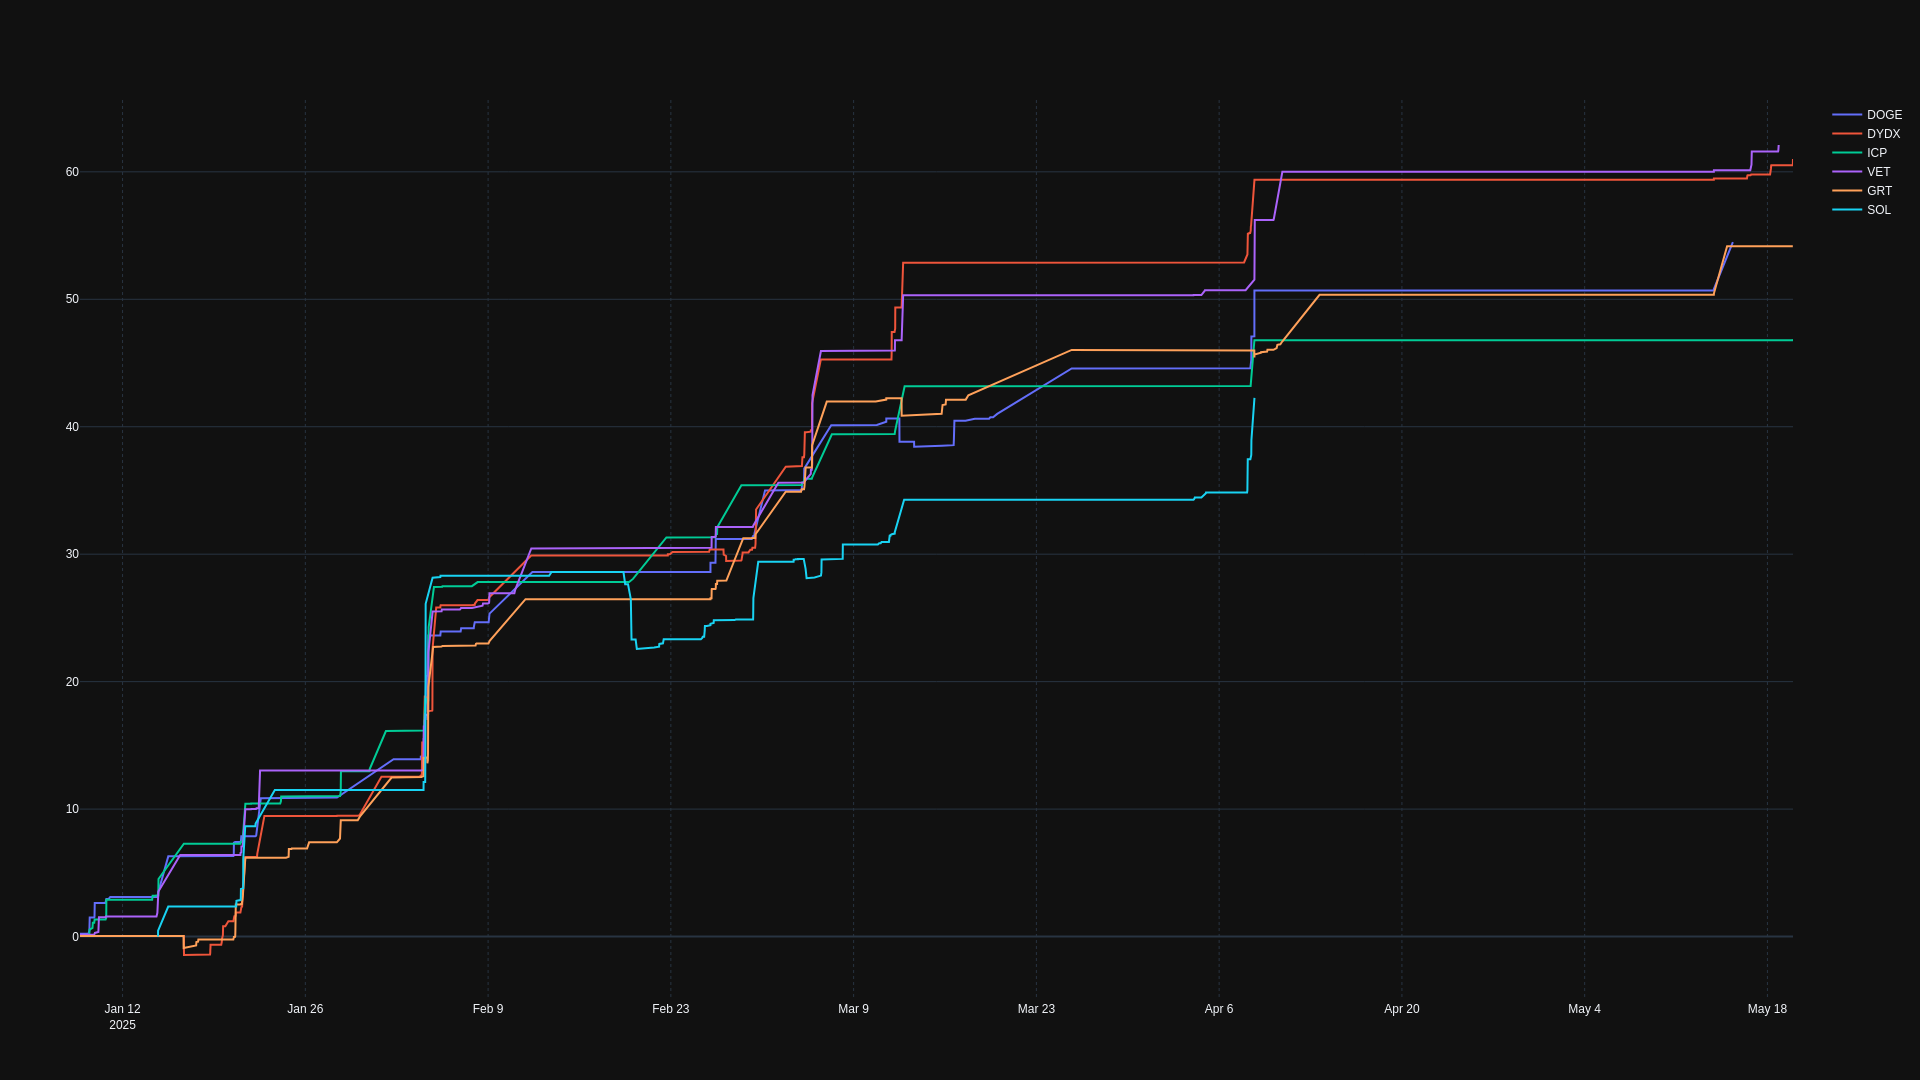 DOGE
DYDX
ICP
VET
GRT
SOL
60
50
40
30
20
10
0
Jan 12
2025
Jan 26
Feb 9
Feb 23
Mar 9
Mar 23
Apr 6
Apr 20
May 4
May 18